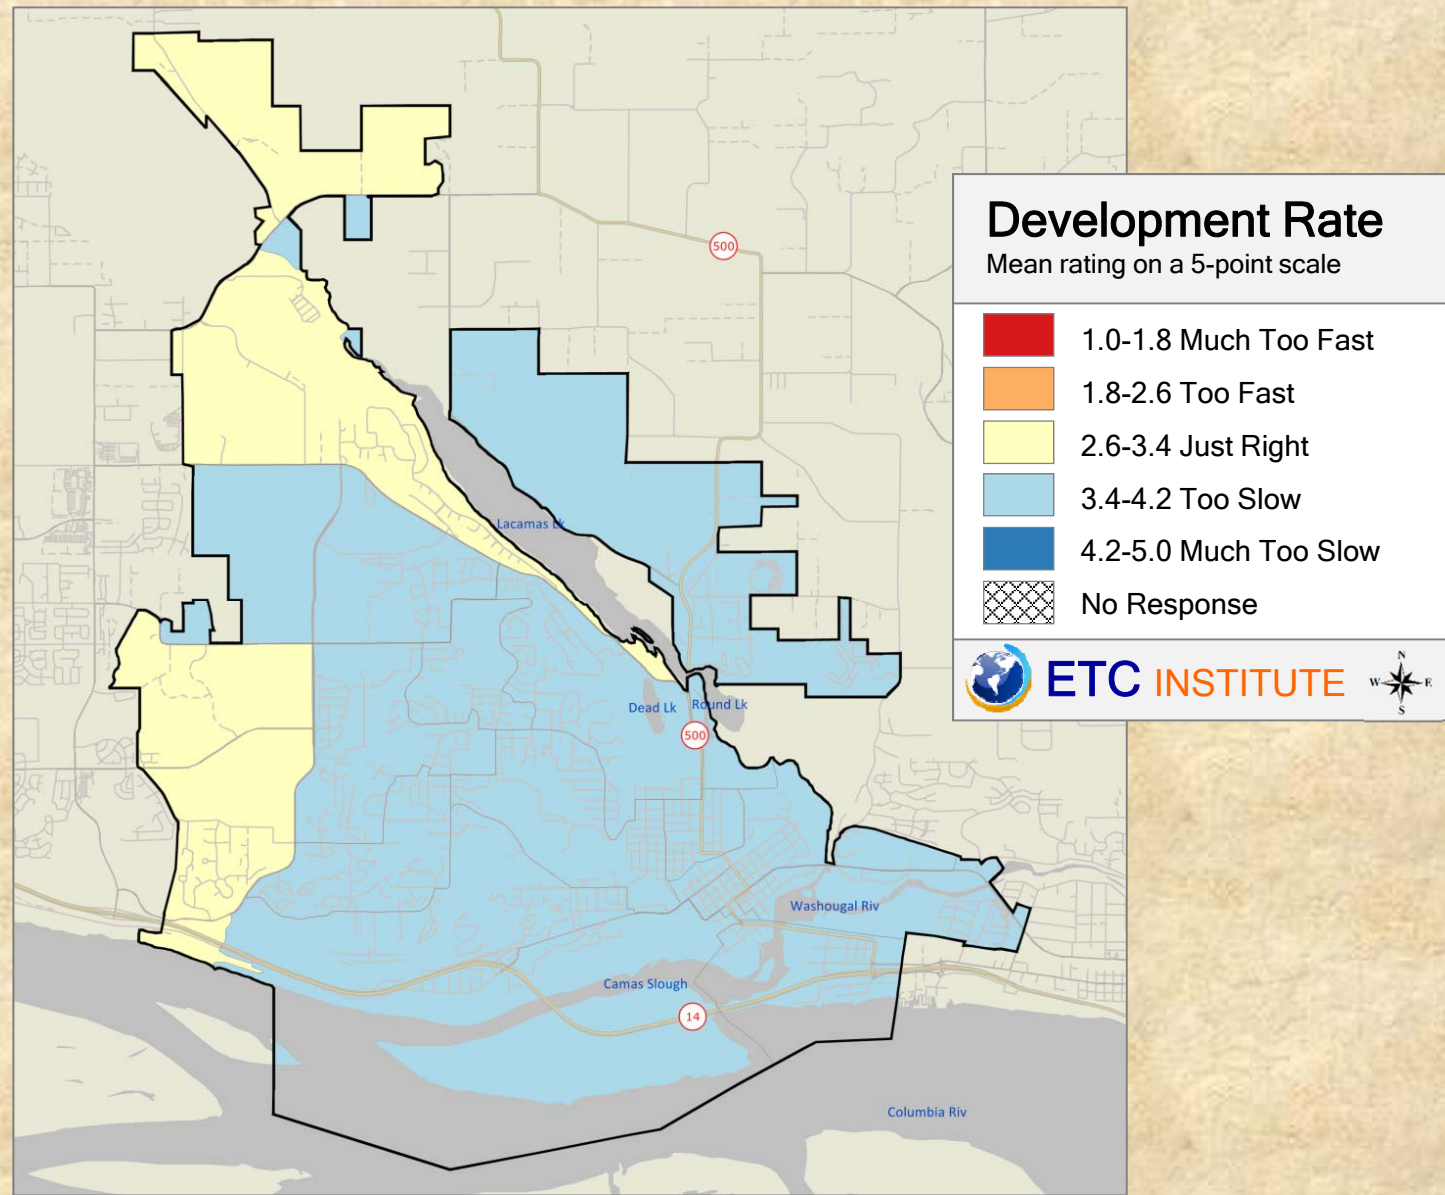 Development Rate
Mean rating on a 5-point scale
1.0-1.8 Much Too Fast
1.8-2.6 Too Fast
2.6-3.4 Just Right
3.4-4.2 Too Slow
4.2-5.0 Much Too Slow
No Response
ETC INSTITUTE
N
W E
S
500
Lacamas Lk
Dead Lk
Round Lk
500
Washougal Riv
Camas Slough
14
Columbia Riv